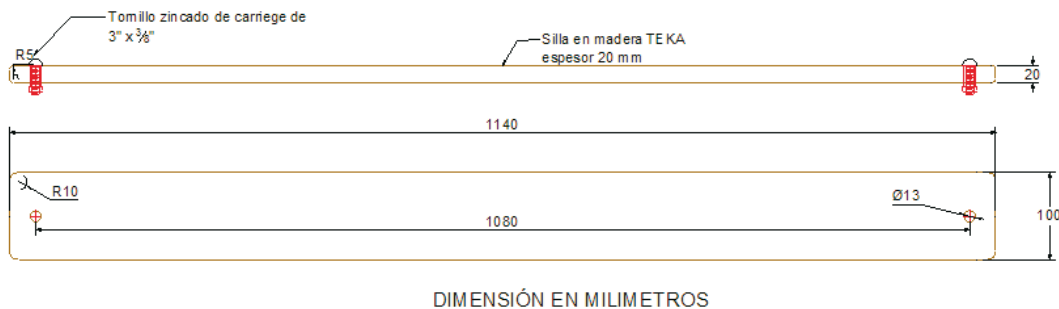 Tornillo zincado de carriege de
3" x 3/8"
R5
Silla en madera TEKA
espesor 20 mm
20
1140
R10
Ø13
1080
100
DIMENSIÓN EN MILIMETROS